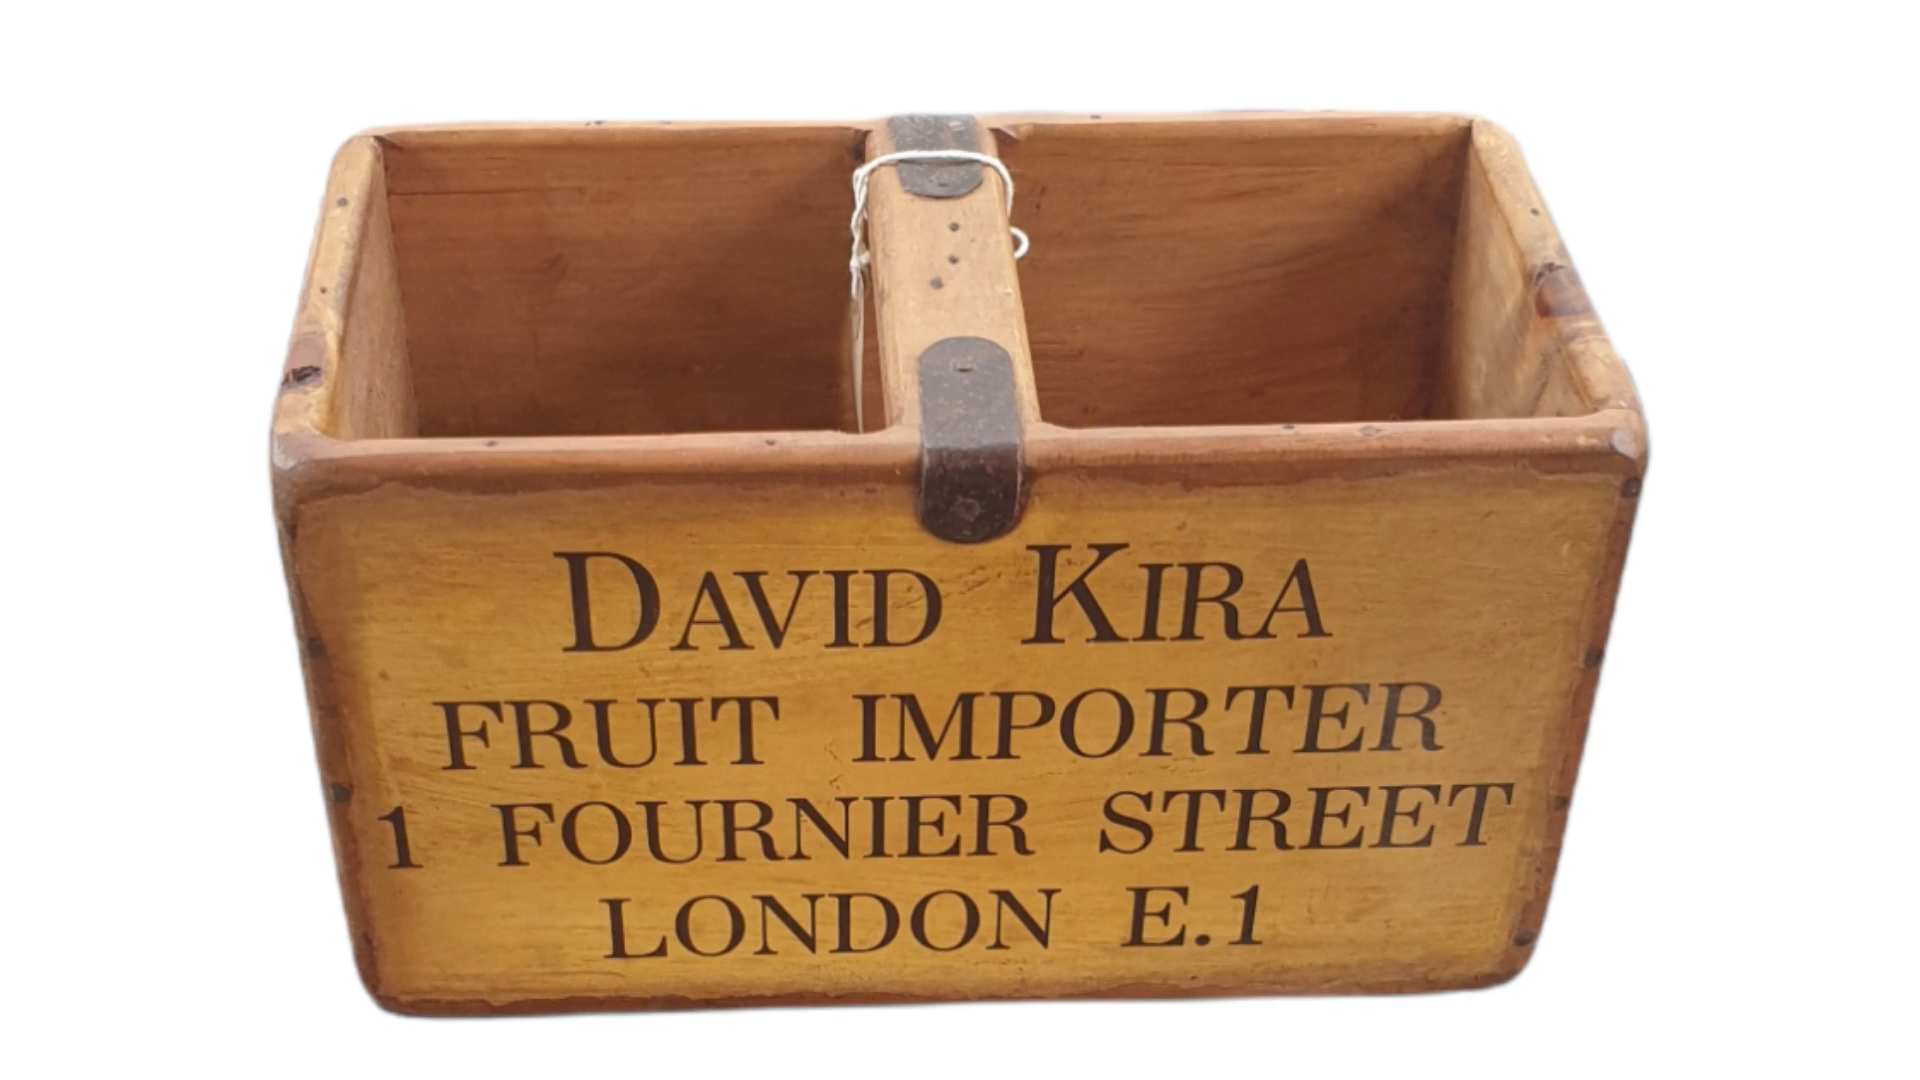 DAVID KIRA
FRUIT IMPORTER
1 FOURNIER STREET
LONDON E.1